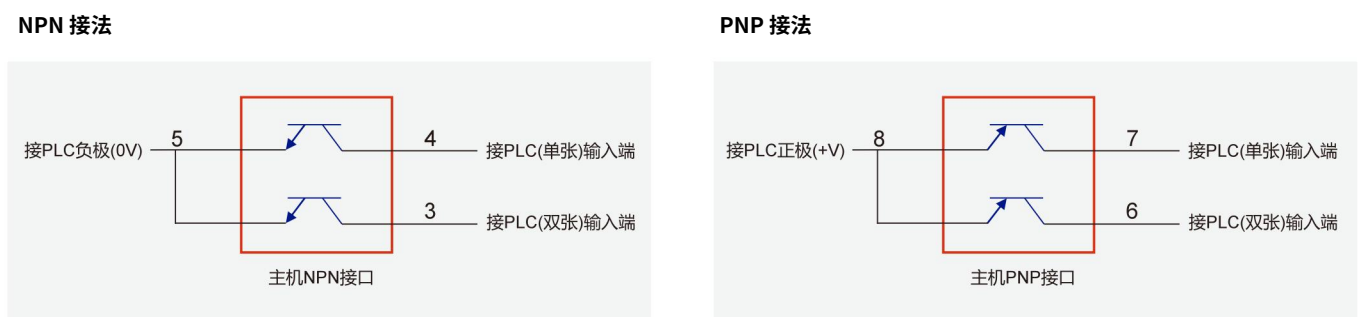 NPN 接法
5
4
接PLC负极(0V)
接PLC(单张)输入端
3
接PLC(双张)输入端
主机NPN接口
PNP 接法
8
7
接PLC正极(+V)
接PLC(单张)输入端
6
接PLC(双张)输入端
主机PNP接口